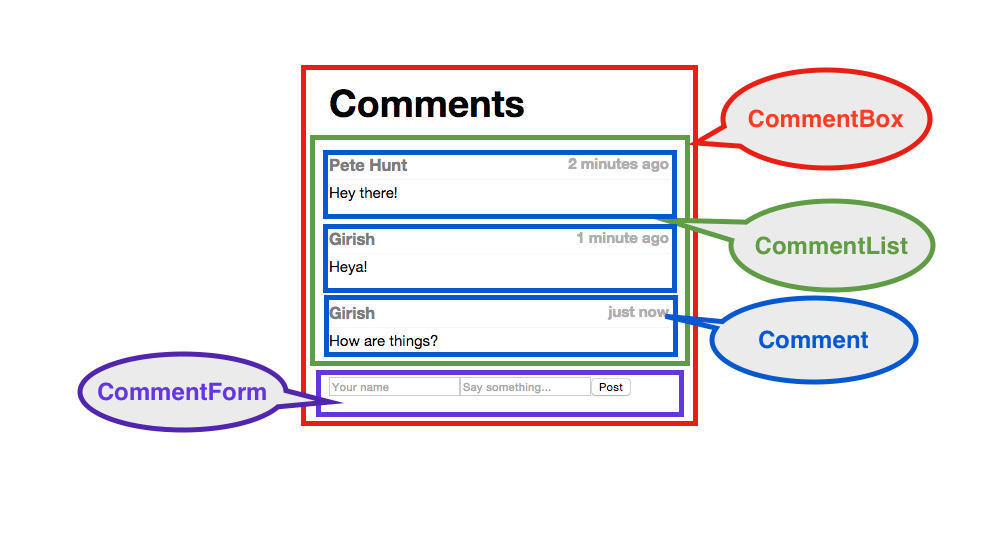 Comments
CommentBox
Pete Hunt 2 minutes ago
Hey there!
Girish 1 minute ago
CommentList
Heya!
Girish just now
Comment
How are things?
CommentForm
Your name Say something... Post